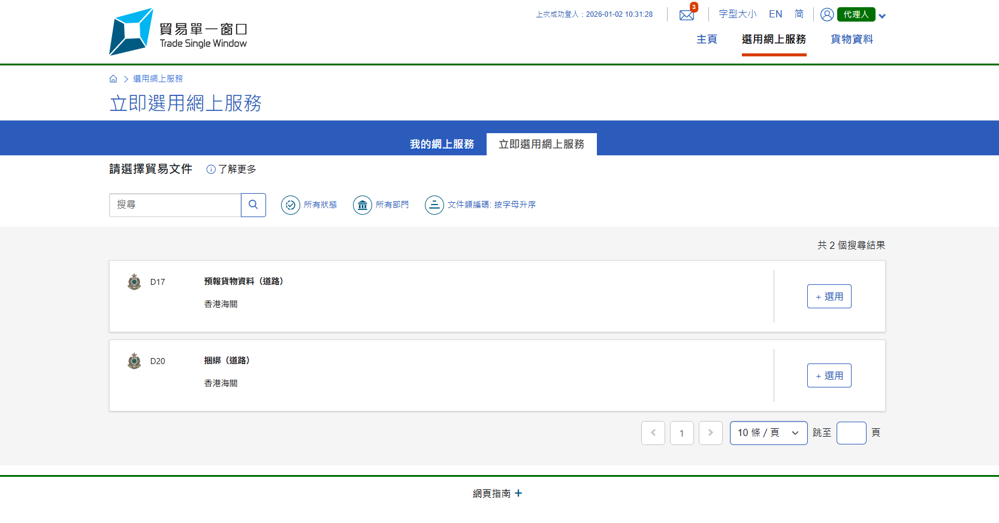 貿易單一窗口
Trade Single Window
上次成功登入 : 2026-01-02 10:31:28
3
字型大小
EN
简
代理人
主頁
選用網上服務
貨物資料
選用網上服務
立即選用網上服務
我的網上服務
立即選用網上服務
請選擇貿易文件
了解更多
搜尋
所有狀態
所有部門
文件類編碼: 按字母升序
共 2 個搜尋結果
D17
預報貨物資料（道路）
香港海關
+ 選用
D20
捆綁（道路）
香港海關
+ 選用
1
10 條 / 頁
跳至
頁
網頁指南 +